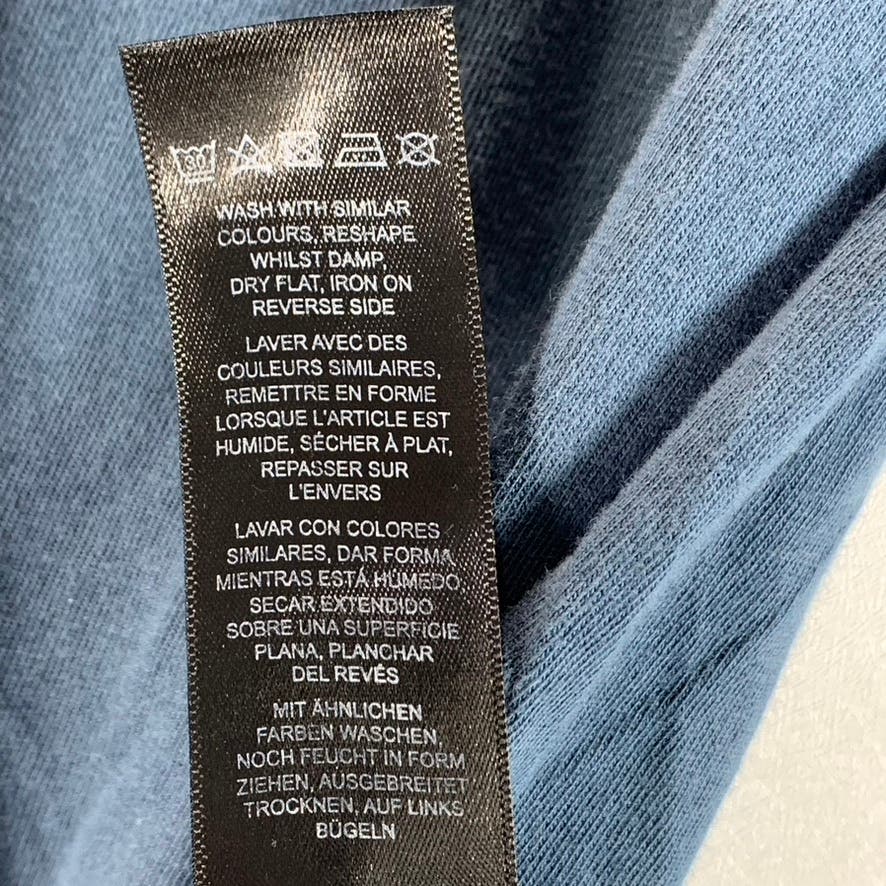 30
WASH WITH SIMILAR
COLOURS, RESHAPE
WHILST DAMP,
DRY FLAT, IRON ON
REVERSE SIDE
LAVER AVEC DES
COULEURS SIMILAIRES,
REMETTRE EN FORME
LORSQUE L'ARTICLE EST
HUMIDE, SÉCHER À PLAT,
REPASSER SUR
L'ENVERS
LAVAR CON COLORES
SIMILARES, DAR FORMA
MIENTRAS ESTÁ HÚMEDO,
SECAR EXTENDIDO
SOBRE UNA SUPERFICIE
PLANA, PLANCHAR
DEL REVÉS
MIT ÄHNLICHEN
FARBEN WASCHEN,
NOCH FEUCHT IN FORM
ZIEHEN, AUSGEBREITET
TROCKNEN, AUF LINKS
BÜGELN